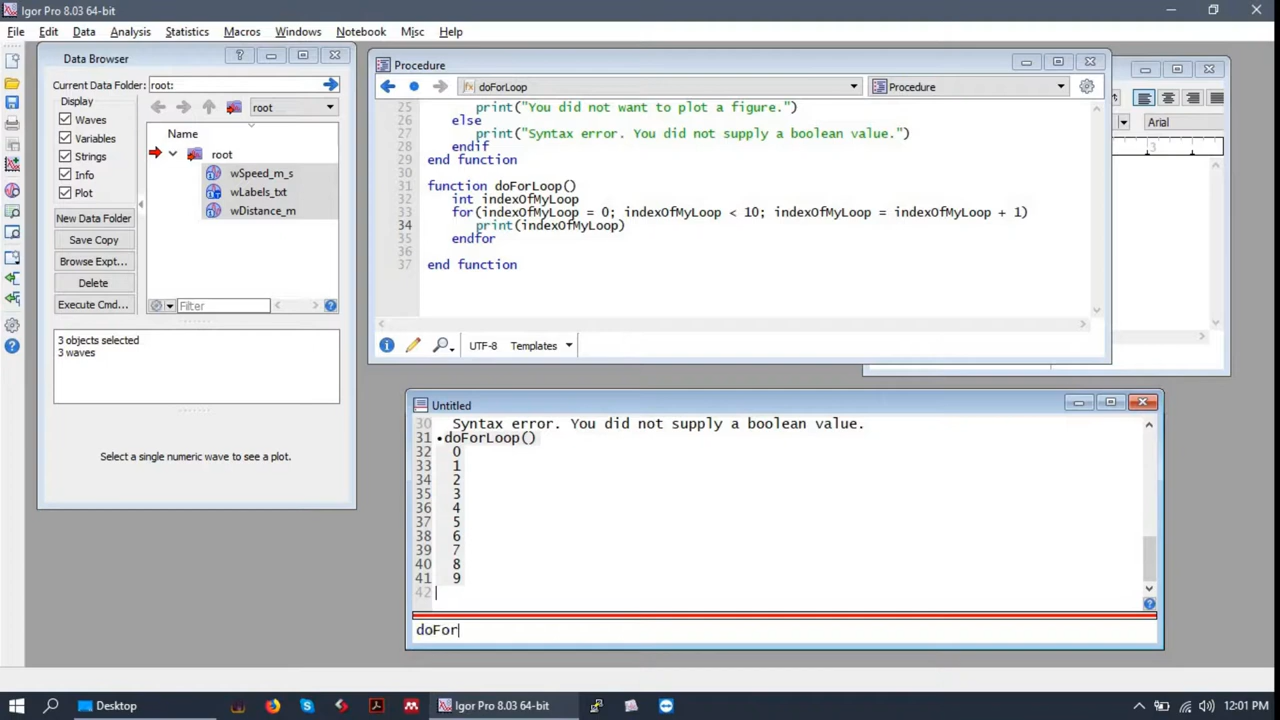 Igor Pro 8.03 64-bit
File Edit Data Analysis Statistics Macros Windows Notebook Misc Help
Data Browser
?
Current Data Folder: root:
Display
Waves
Variables
Strings
Info
Plot
New Data Folder
Save Copy
Browse Expt...
Delete
Execute Cmd...
root
Name
root
wSpeed_m_s
wLabels_txt
wDistance_m
Filter
3 objects selected
3 waves
Select a single numeric wave to see a plot.
Procedure
doForLoop
Procedure
25 print("You did not want to plot a figure.")
26 else
27 print("Syntax error. You did not supply a boolean value.")
28 endif
29 end function
30
31 function doForLoop()
32 int indexOfMyLoop
33 for(indexOfMyLoop = 0; indexOfMyLoop < 10; indexOfMyLoop = indexOfMyLoop + 1)
34 print(indexOfMyLoop)
35 endfor
36
37 end function
UTF-8 Templates
Arial
3
Untitled
30 Syntax error. You did not supply a boolean value.
31 •doForLoop()
32 0
33 1
34 2
35 3
36 4
37 5
38 6
39 7
40 8
41 9
42
doFor
Desktop
Igor Pro 8.03 64-bit
12:01 PM